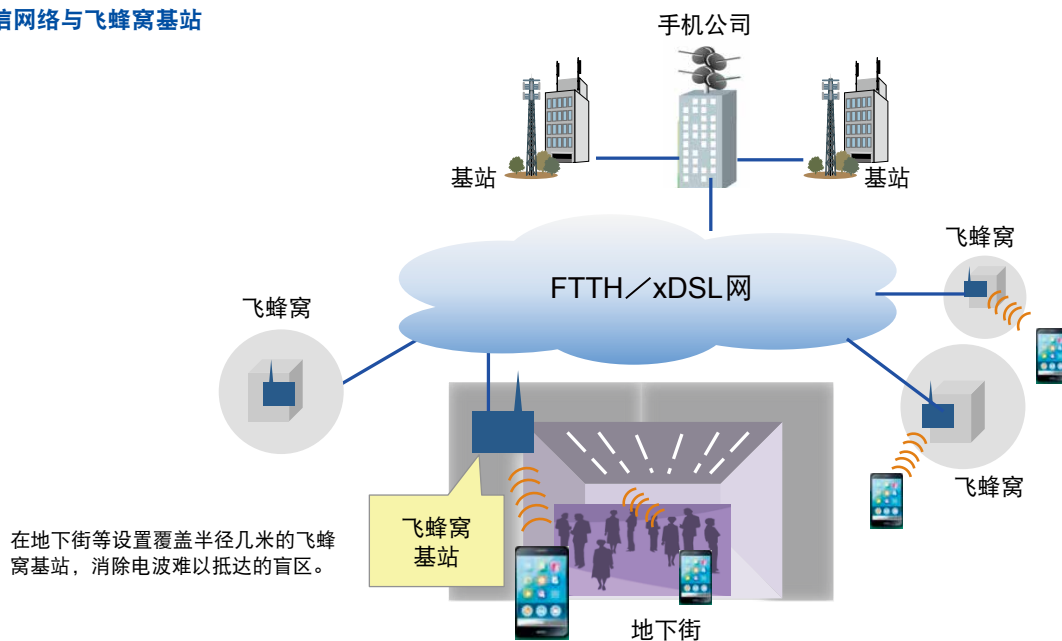 信网络与飞蜂窝基站
手机公司
基站
基站
飞蜂窝
FTTH／xDSL网
飞蜂窝
飞蜂窝
飞蜂窝
基站
在地下街等设置覆盖半径几米的飞蜂
窝基站，消除电波难以抵达的盲区。
地下街